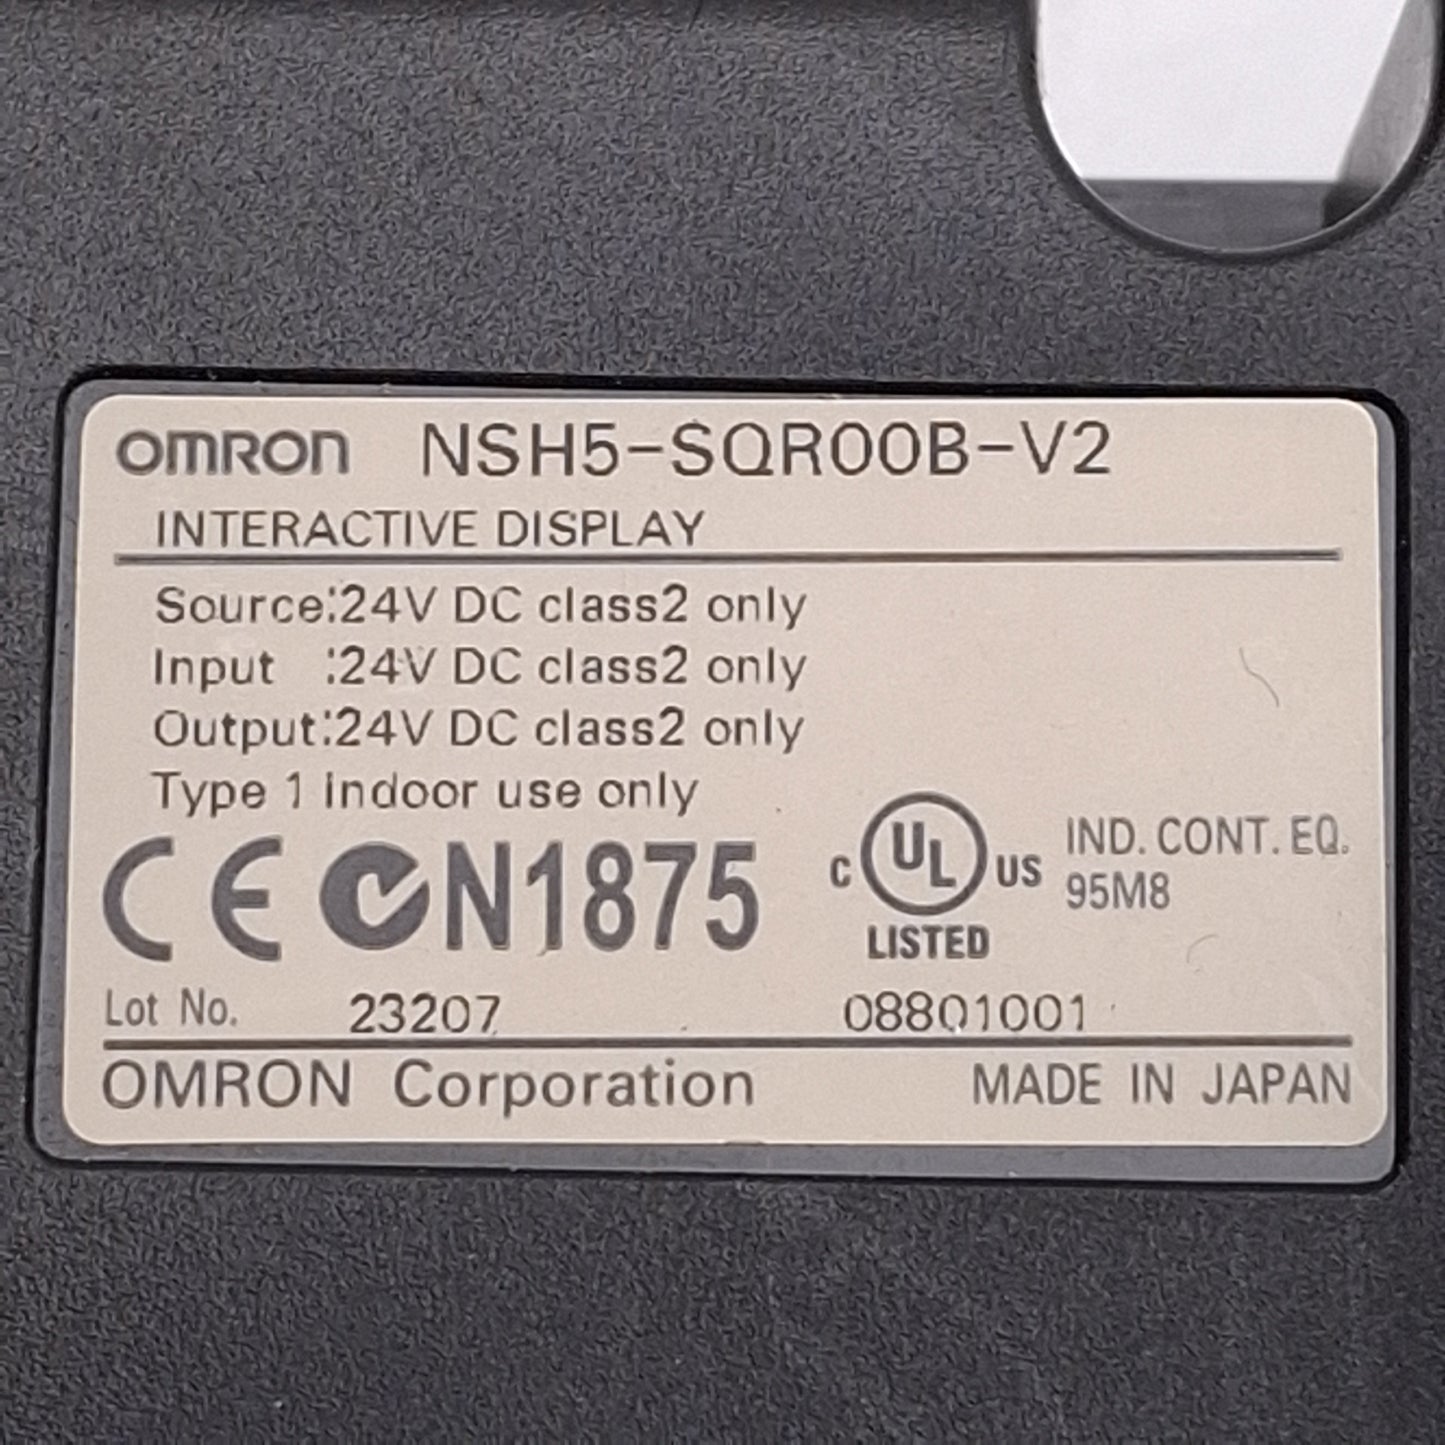 OMRON NSH5-SQR00B-V2
INTERACTIVE DISPLAY
Source:24V DC class2 only
Input :24V DC class2 only
Output:24V DC class2 only
Type 1 Indoor use only
CE N1875 C UL US IND. CONT. EQ.
95M8
LISTED
Lot No. 23207 08801001
OMRON Corporation MADE IN JAPAN